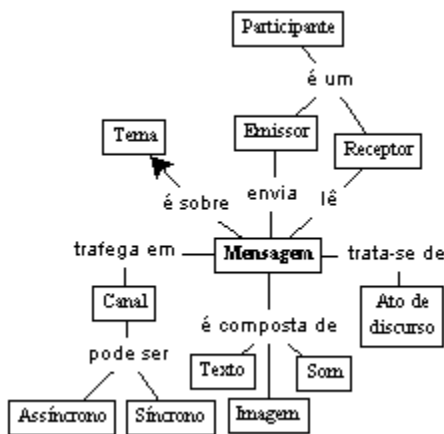 Participante
é um
Tema
Emissor
Receptor
é sobre
envia
lê
trafega em
Mensagem
trata-se de
Canal
Ato de
discurso
é composta de
pode ser
Texto
Som
Assíncrono
Síncrono
Imagem